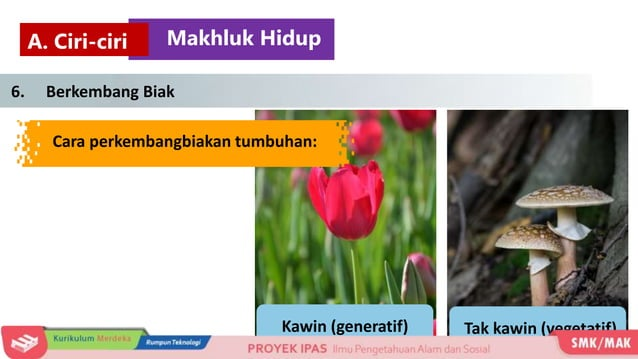 A. Ciri-ciri
Makhluk Hidup
6. Berkembang Biak
Cara perkembangbiakan tumbuhan:
Kawin (generatif)
Tak kawin (vegetatif)
Kurikulum Merdeka
Rumpun Teknologi
PROYEK IPAS Ilmu Pengetahuan Alam dan Sosial
SMK/MAK